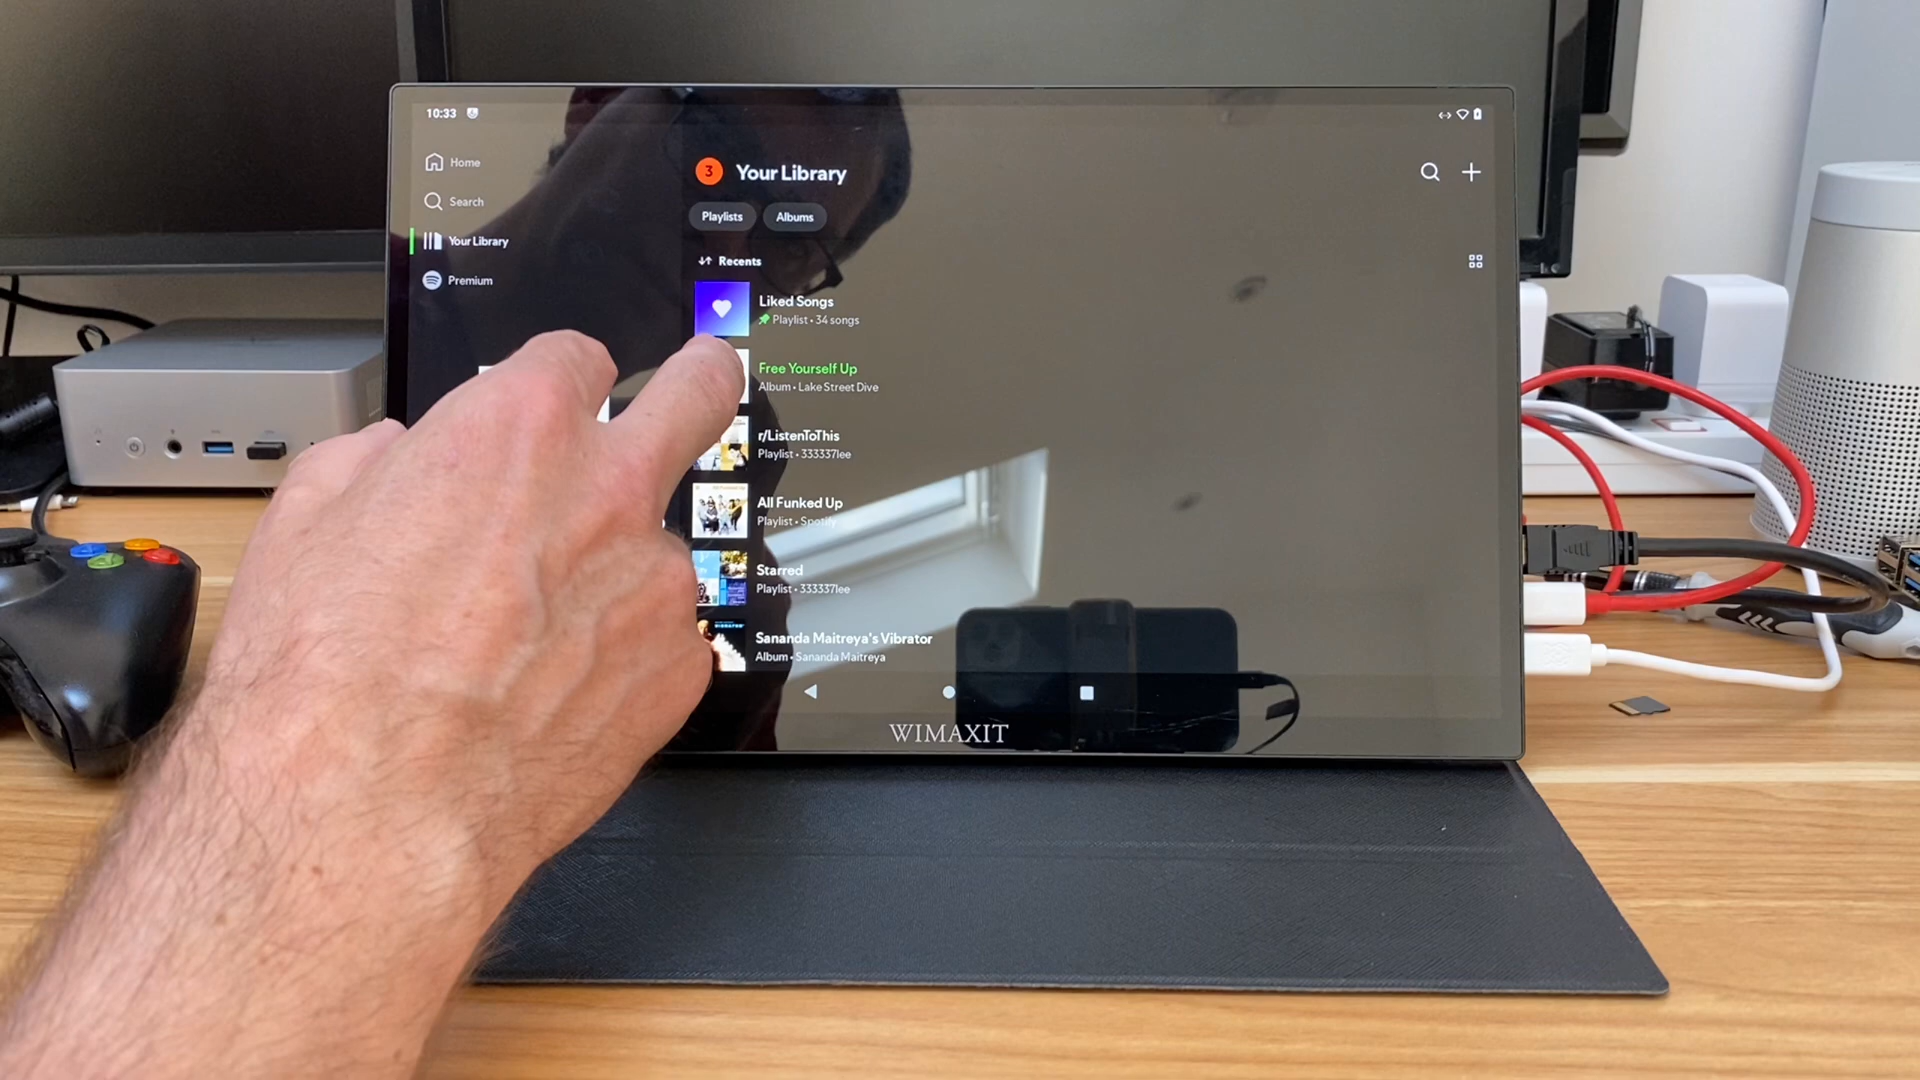 10:33
Home
Search
Your Library
Premium
3 Your Library
Playlists Albums
Recents
Liked Songs
Playlist • 34 songs
Free Yourself Up
Album • Lake Street Dive
r/ListenToThis
Playlist • 333337lee
All Funked Up
Playlist • Spotify
Starred
Playlist • 333337lee
Sananda Maitreya's Vibrator
Album • Sananda Maitreya
WIMAXIT